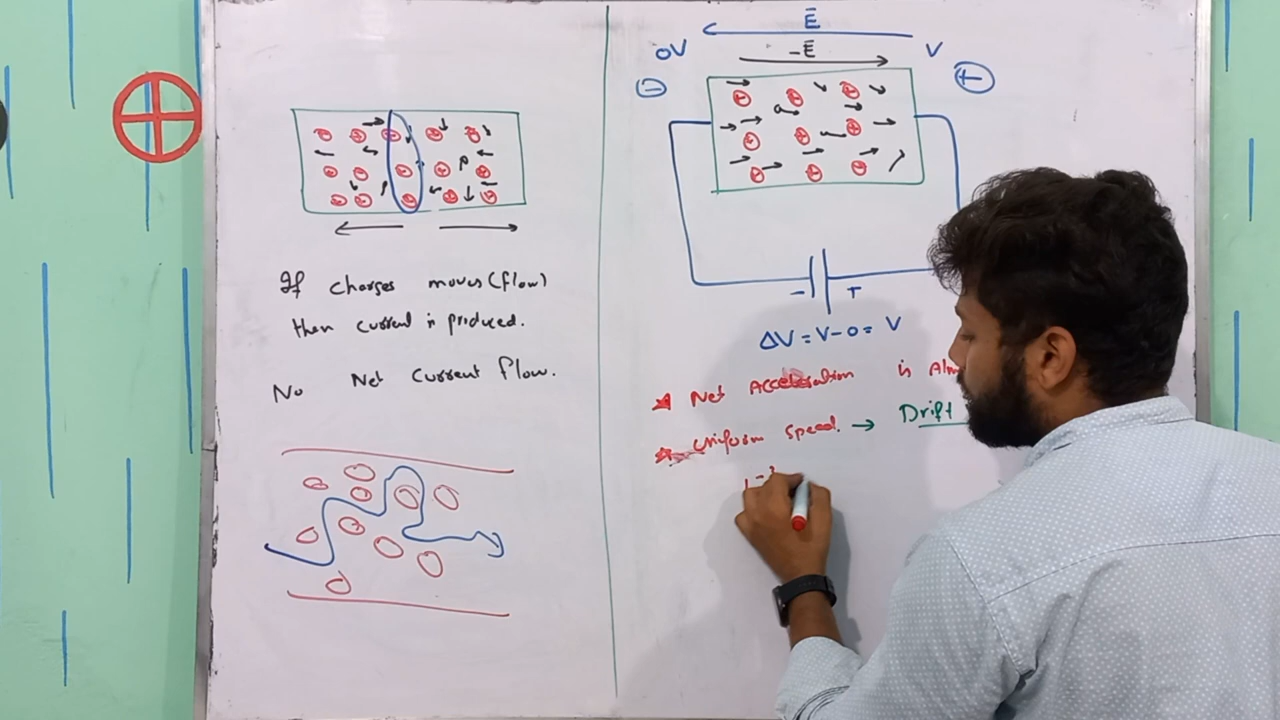 If charges moves (flow)
then current is produced.
No Net Current flow.
E
-E
0V
V
-
+
- +
ΔV = V-0 = V
★ Net Acceleration is
★ Uniform speed. → Drift